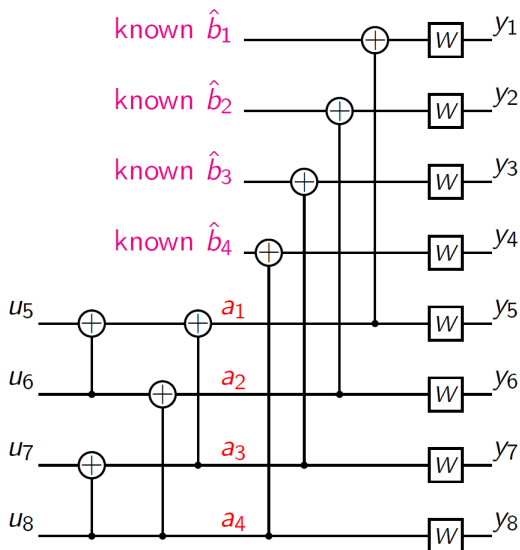 known b̂₁ W y₁
known b̂₂ W y₂
known b̂₃ W y₃
known b̂₄ W y₄
u₅ a₁ W y₅
u₆ a₂ W y₆
u₇ a₃ W y₇
u₈ a₄ W y₈